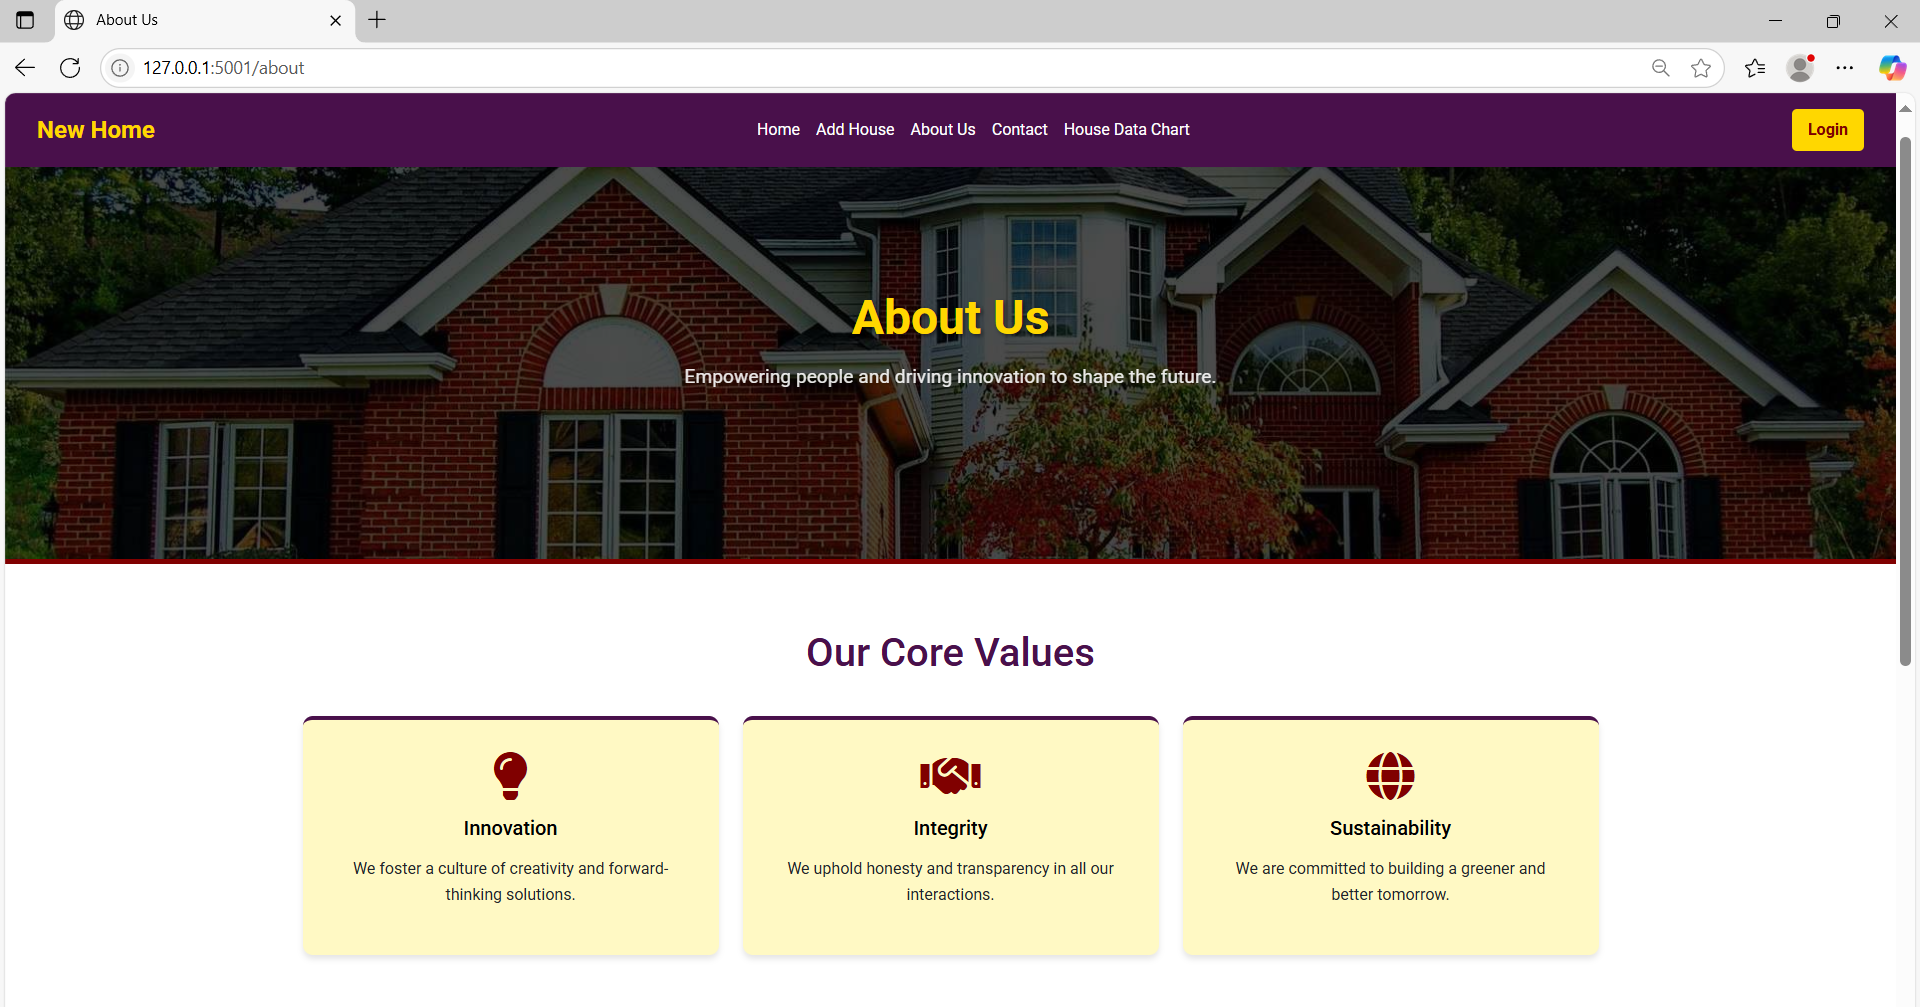 About Us
127.0.0.1:5001/about
New Home
Home About Us Add House Contact House Data Chart
Login
About Us
Empowering people and driving innovation to shape the future.
Our Core Values
Innovation
We foster a culture of creativity and forward-
thinking solutions.
Integrity
We uphold honesty and transparency in all our
interactions.
Sustainability
We are committed to building a greener and
better tomorrow.